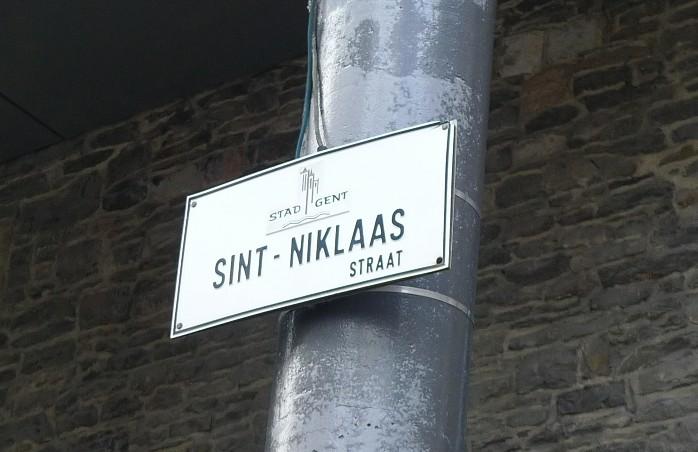 STAD GENT
SINT-NIKLAAS
STRAAT